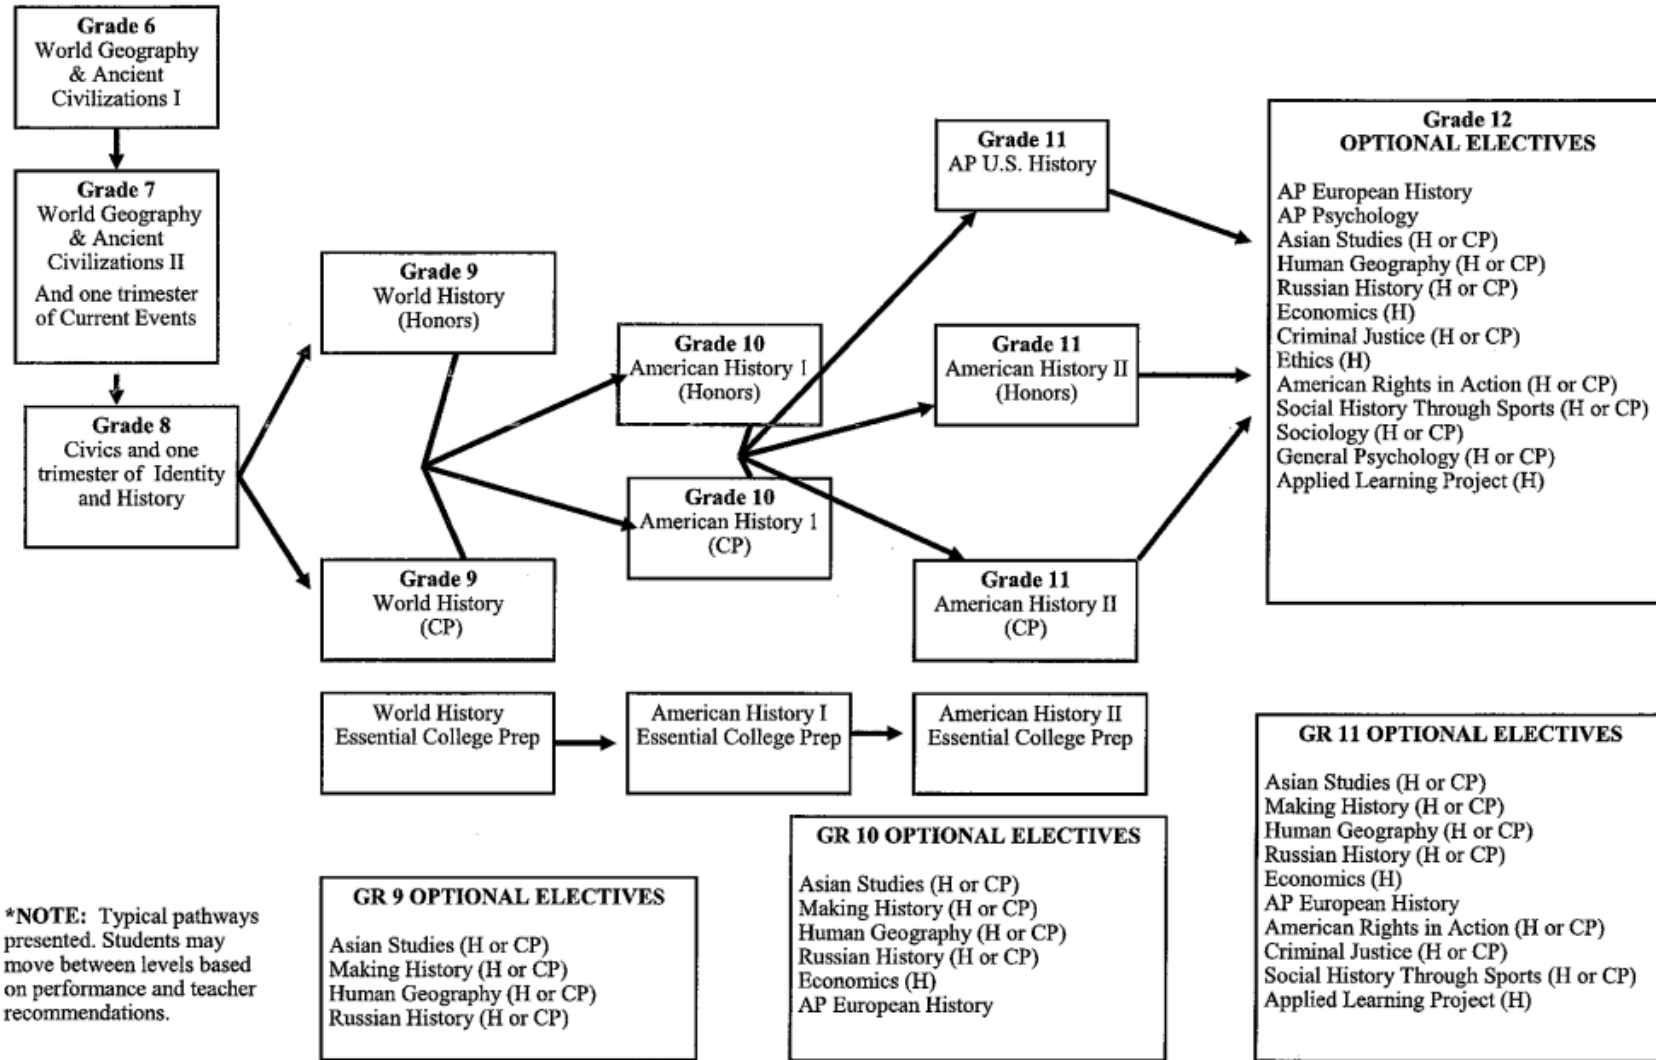 Grade 6
World Geography
& Ancient
Civilizations I
Grade 7
World Geography
& Ancient
Civilizations II
And one trimester
of Current Events
Grade 8
Civics and one
trimester of Identity
and History
Grade 9
World History
(Honors)
Grade 9
World History
(CP)
Grade 10
American History I
(Honors)
Grade 10
American History 1
(CP)
Grade 11
AP U.S. History
Grade 11
American History II
(Honors)
Grade 11
American History II
(CP)
Grade 12
OPTIONAL ELECTIVES
AP European History
AP Psychology
Asian Studies (H or CP)
Human Geography (H or CP)
Russian History (H or CP)
Economics (H)
Criminal Justice (H or CP)
Ethics (H)
American Rights in Action (H or CP)
Social History Through Sports (H or CP)
Sociology (H or CP)
General Psychology (H or CP)
Applied Learning Project (H)
World History
Essential College Prep
American History I
Essential College Prep
American History II
Essential College Prep
*NOTE: Typical pathways
presented. Students may
move between levels based
on performance and teacher
recommendations.
GR 9 OPTIONAL ELECTIVES
Asian Studies (H or CP)
Making History (H or CP)
Human Geography (H or CP)
Russian History (H or CP)
GR 10 OPTIONAL ELECTIVES
Asian Studies (H or CP)
Making History (H or CP)
Human Geography (H or CP)
Russian History (H or CP)
Economics (H)
AP European History
GR 11 OPTIONAL ELECTIVES
Asian Studies (H or CP)
Making History (H or CP)
Human Geography (H or CP)
Russian History (H or CP)
Economics (H)
AP European History
American Rights in Action (H or CP)
Criminal Justice (H or CP)
Social History Through Sports (H or CP)
Applied Learning Project (H)